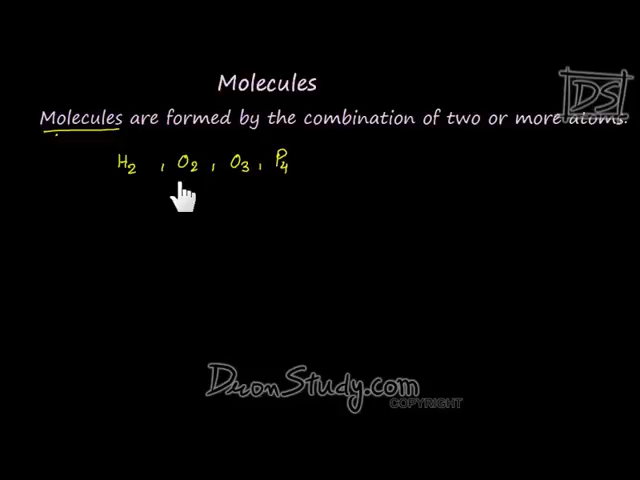 Molecules
DS
Molecules are formed by the combination of two or more atoms.
H2 , O2 , O3 , P4
DronStudy.com
COPYRIGHT